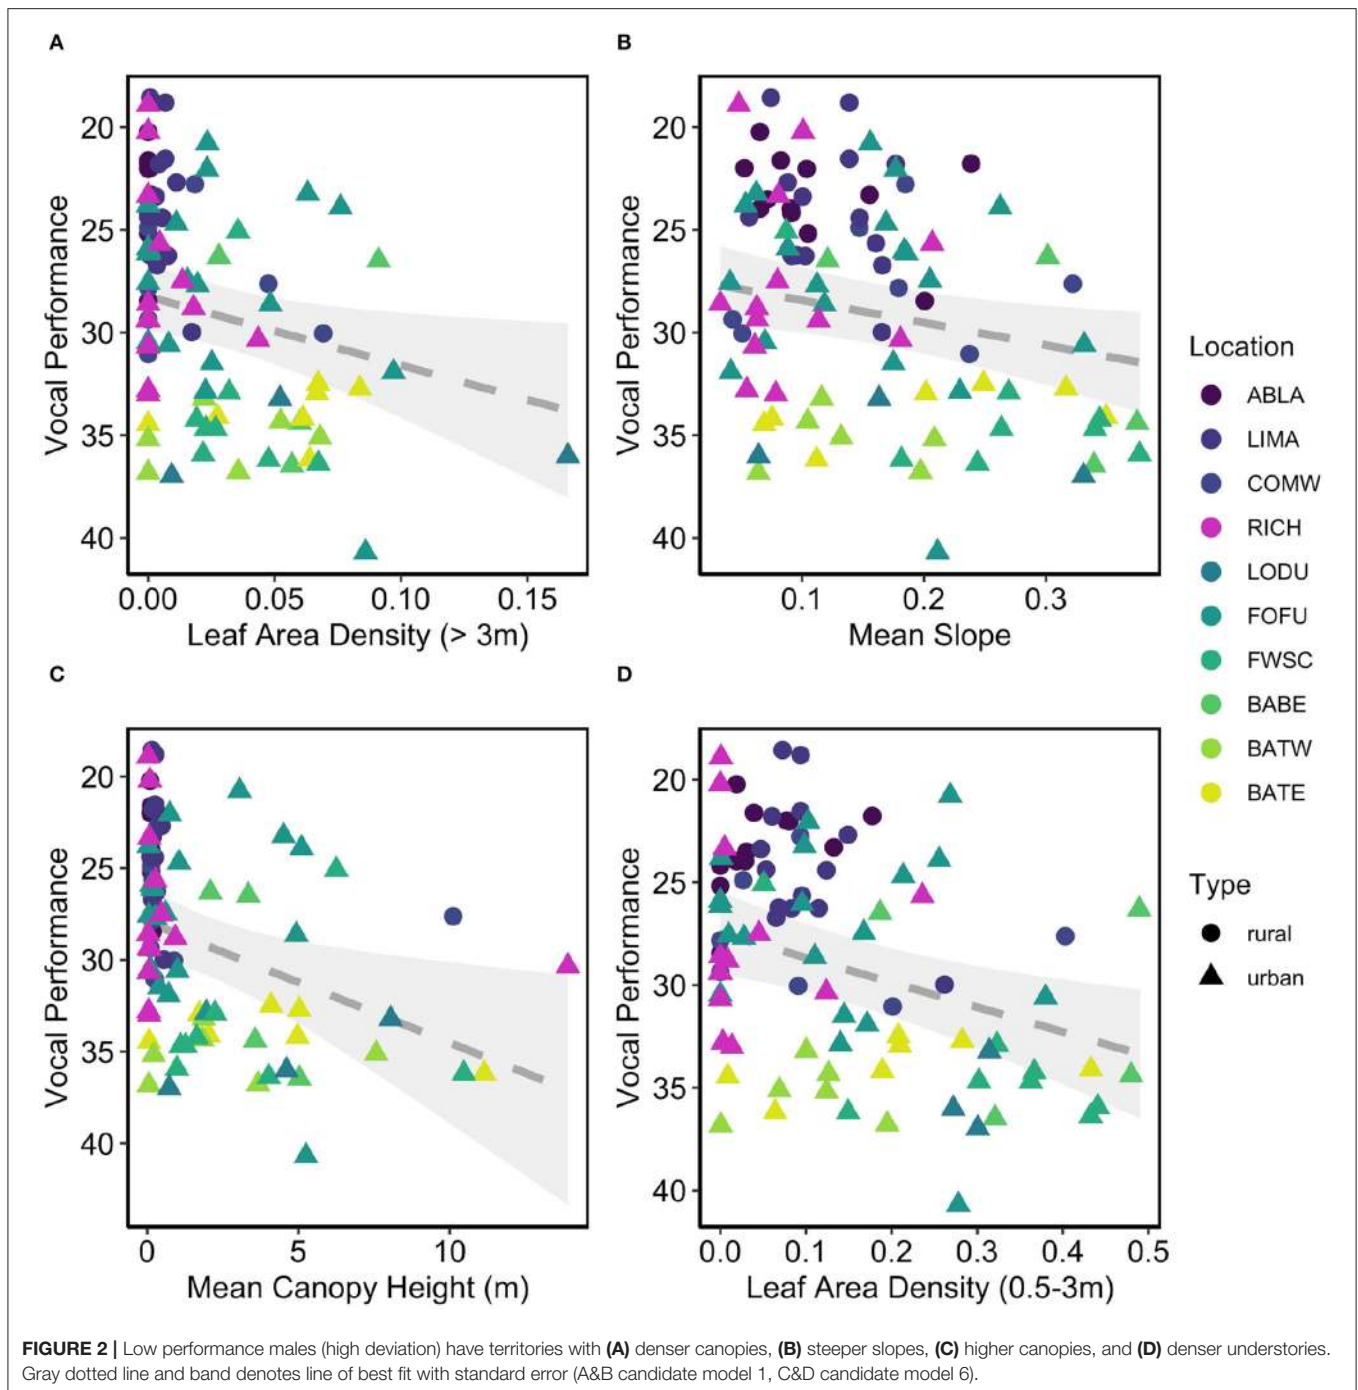 A
B
20
25
30
35
40
Vocal Performance
0.00 0.05 0.10 0.15
Leaf Area Density (> 3m)
20
25
30
35
40
Vocal Performance
0.1 0.2 0.3
Mean Slope
C
D
20
25
30
35
40
Vocal Performance
0 5 10
Mean Canopy Height (m)
20
25
30
35
40
Vocal Performance
0.0 0.1 0.2 0.3 0.4 0.5
Leaf Area Density (0.5-3m)
Location
ABLA
LIMA
COMW
RICH
LODU
FOFU
FWSC
BABE
BATW
BATE
Type
rural
urban
FIGURE 2 | Low performance males (high deviation) have territories with (A) denser canopies, (B) steeper slopes, (C) higher canopies, and (D) denser understories.
Gray dotted line and band denotes line of best fit with standard error (A&B candidate model 1, C&D candidate model 6).